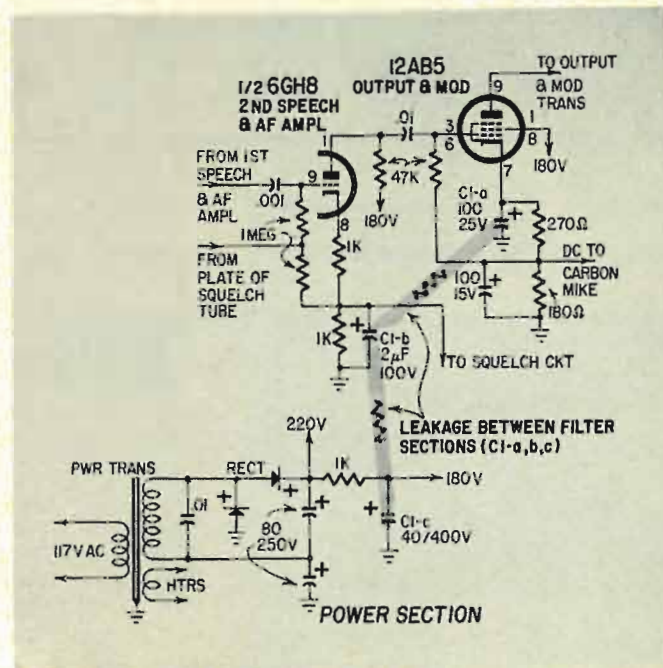 1/2 6GH8
2ND SPEECH
& AF AMPL
12AB5
OUTPUT & MOD
TO OUTPUT
& MOD
TRANS
9
1
3
6
1
8
7
180V
.01
FROM 1ST
SPEECH
& AF
AMPL
.001
9
8
47K
180V
C1-a
100
25V
+
270Ω
1MEG
1K
FROM
PLATE OF
SQUELCH
TUBE
100
15V
+
DC TO
CARBON
MIKE
180Ω
1K
+
C1-b
2µF
100V
TO SQUELCH CKT
LEAKAGE BETWEEN FILTER
SECTIONS (C1-a,b,c)
220V
PWR TRANS
RECT
1K
180V
.01
+
+
+
80
250V
+
+
C1-c
40/400V
117VAC
HTRS
POWER SECTION